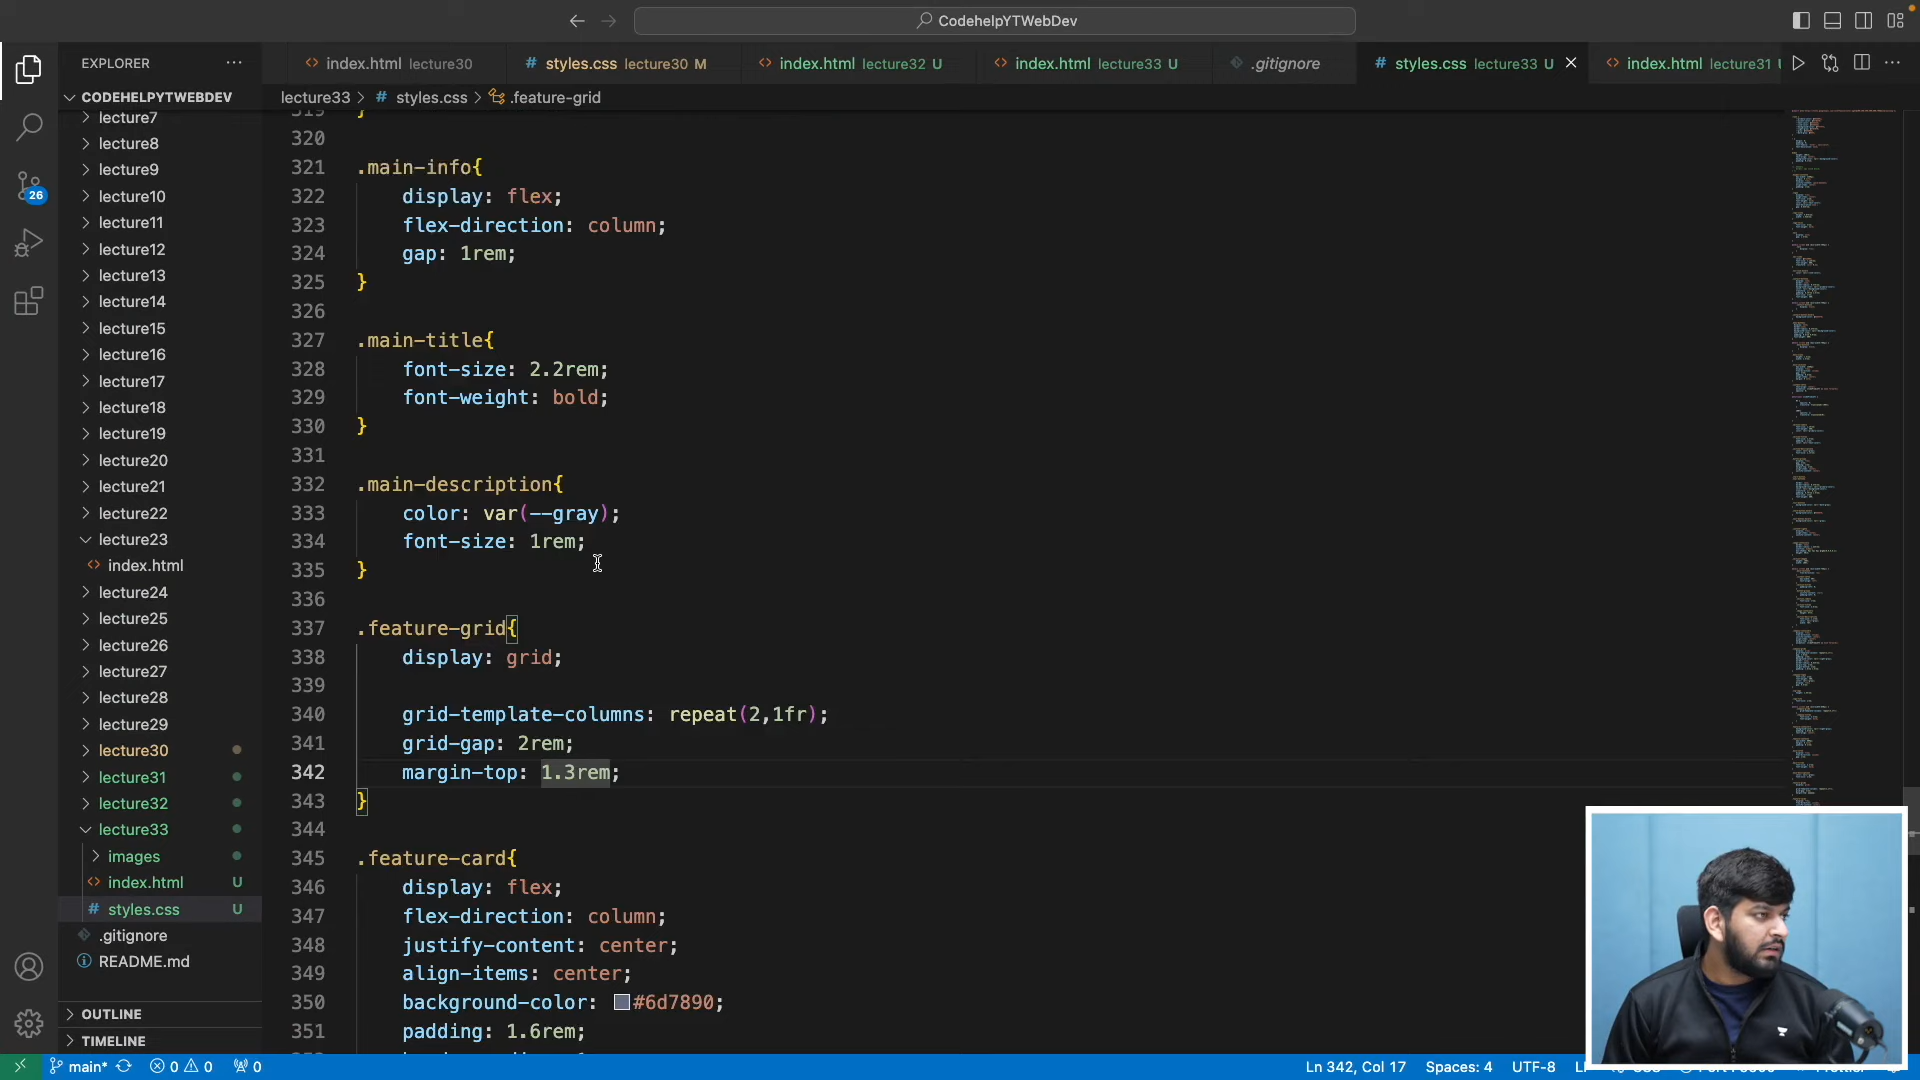 CodehelpYTWebDev
EXPLORER
index.html lecture30
# styles.css lecture30 M
index.html lecture32 U
index.html lecture33 U
.gitignore
# styles.css lecture33 U
index.html lecture31
CODEHELPYTWEBDEV
lecture33 > # styles.css > .feature-grid
lecture7
lecture8
lecture9
lecture10
lecture11
lecture12
lecture13
lecture14
lecture15
lecture16
lecture17
lecture18
lecture19
lecture20
lecture21
lecture22
lecture23
index.html
lecture24
lecture25
lecture26
lecture27
lecture28
lecture29
lecture30
lecture31
lecture32
lecture33
images
index.html U
# styles.css U
.gitignore
README.md
OUTLINE
TIMELINE
26
319 }
320
321 .main-info{
322 display: flex;
323 flex-direction: column;
324 gap: 1rem;
325 }
326
327 .main-title{
328 font-size: 2.2rem;
329 font-weight: bold;
330 }
331
332 .main-description{
333 color: var(--gray);
334 font-size: 1rem;
335 }
336
337 .feature-grid{
338 display: grid;
339
340 grid-template-columns: repeat(2,1fr);
341 grid-gap: 2rem;
342 margin-top: 1.3rem;
343 }
344
345 .feature-card{
346 display: flex;
347 flex-direction: column;
348 justify-content: center;
349 align-items: center;
350 background-color: #6d7890;
351 padding: 1.6rem;
main* 0 0 0
Ln 342, Col 17 Spaces: 4 UTF-8